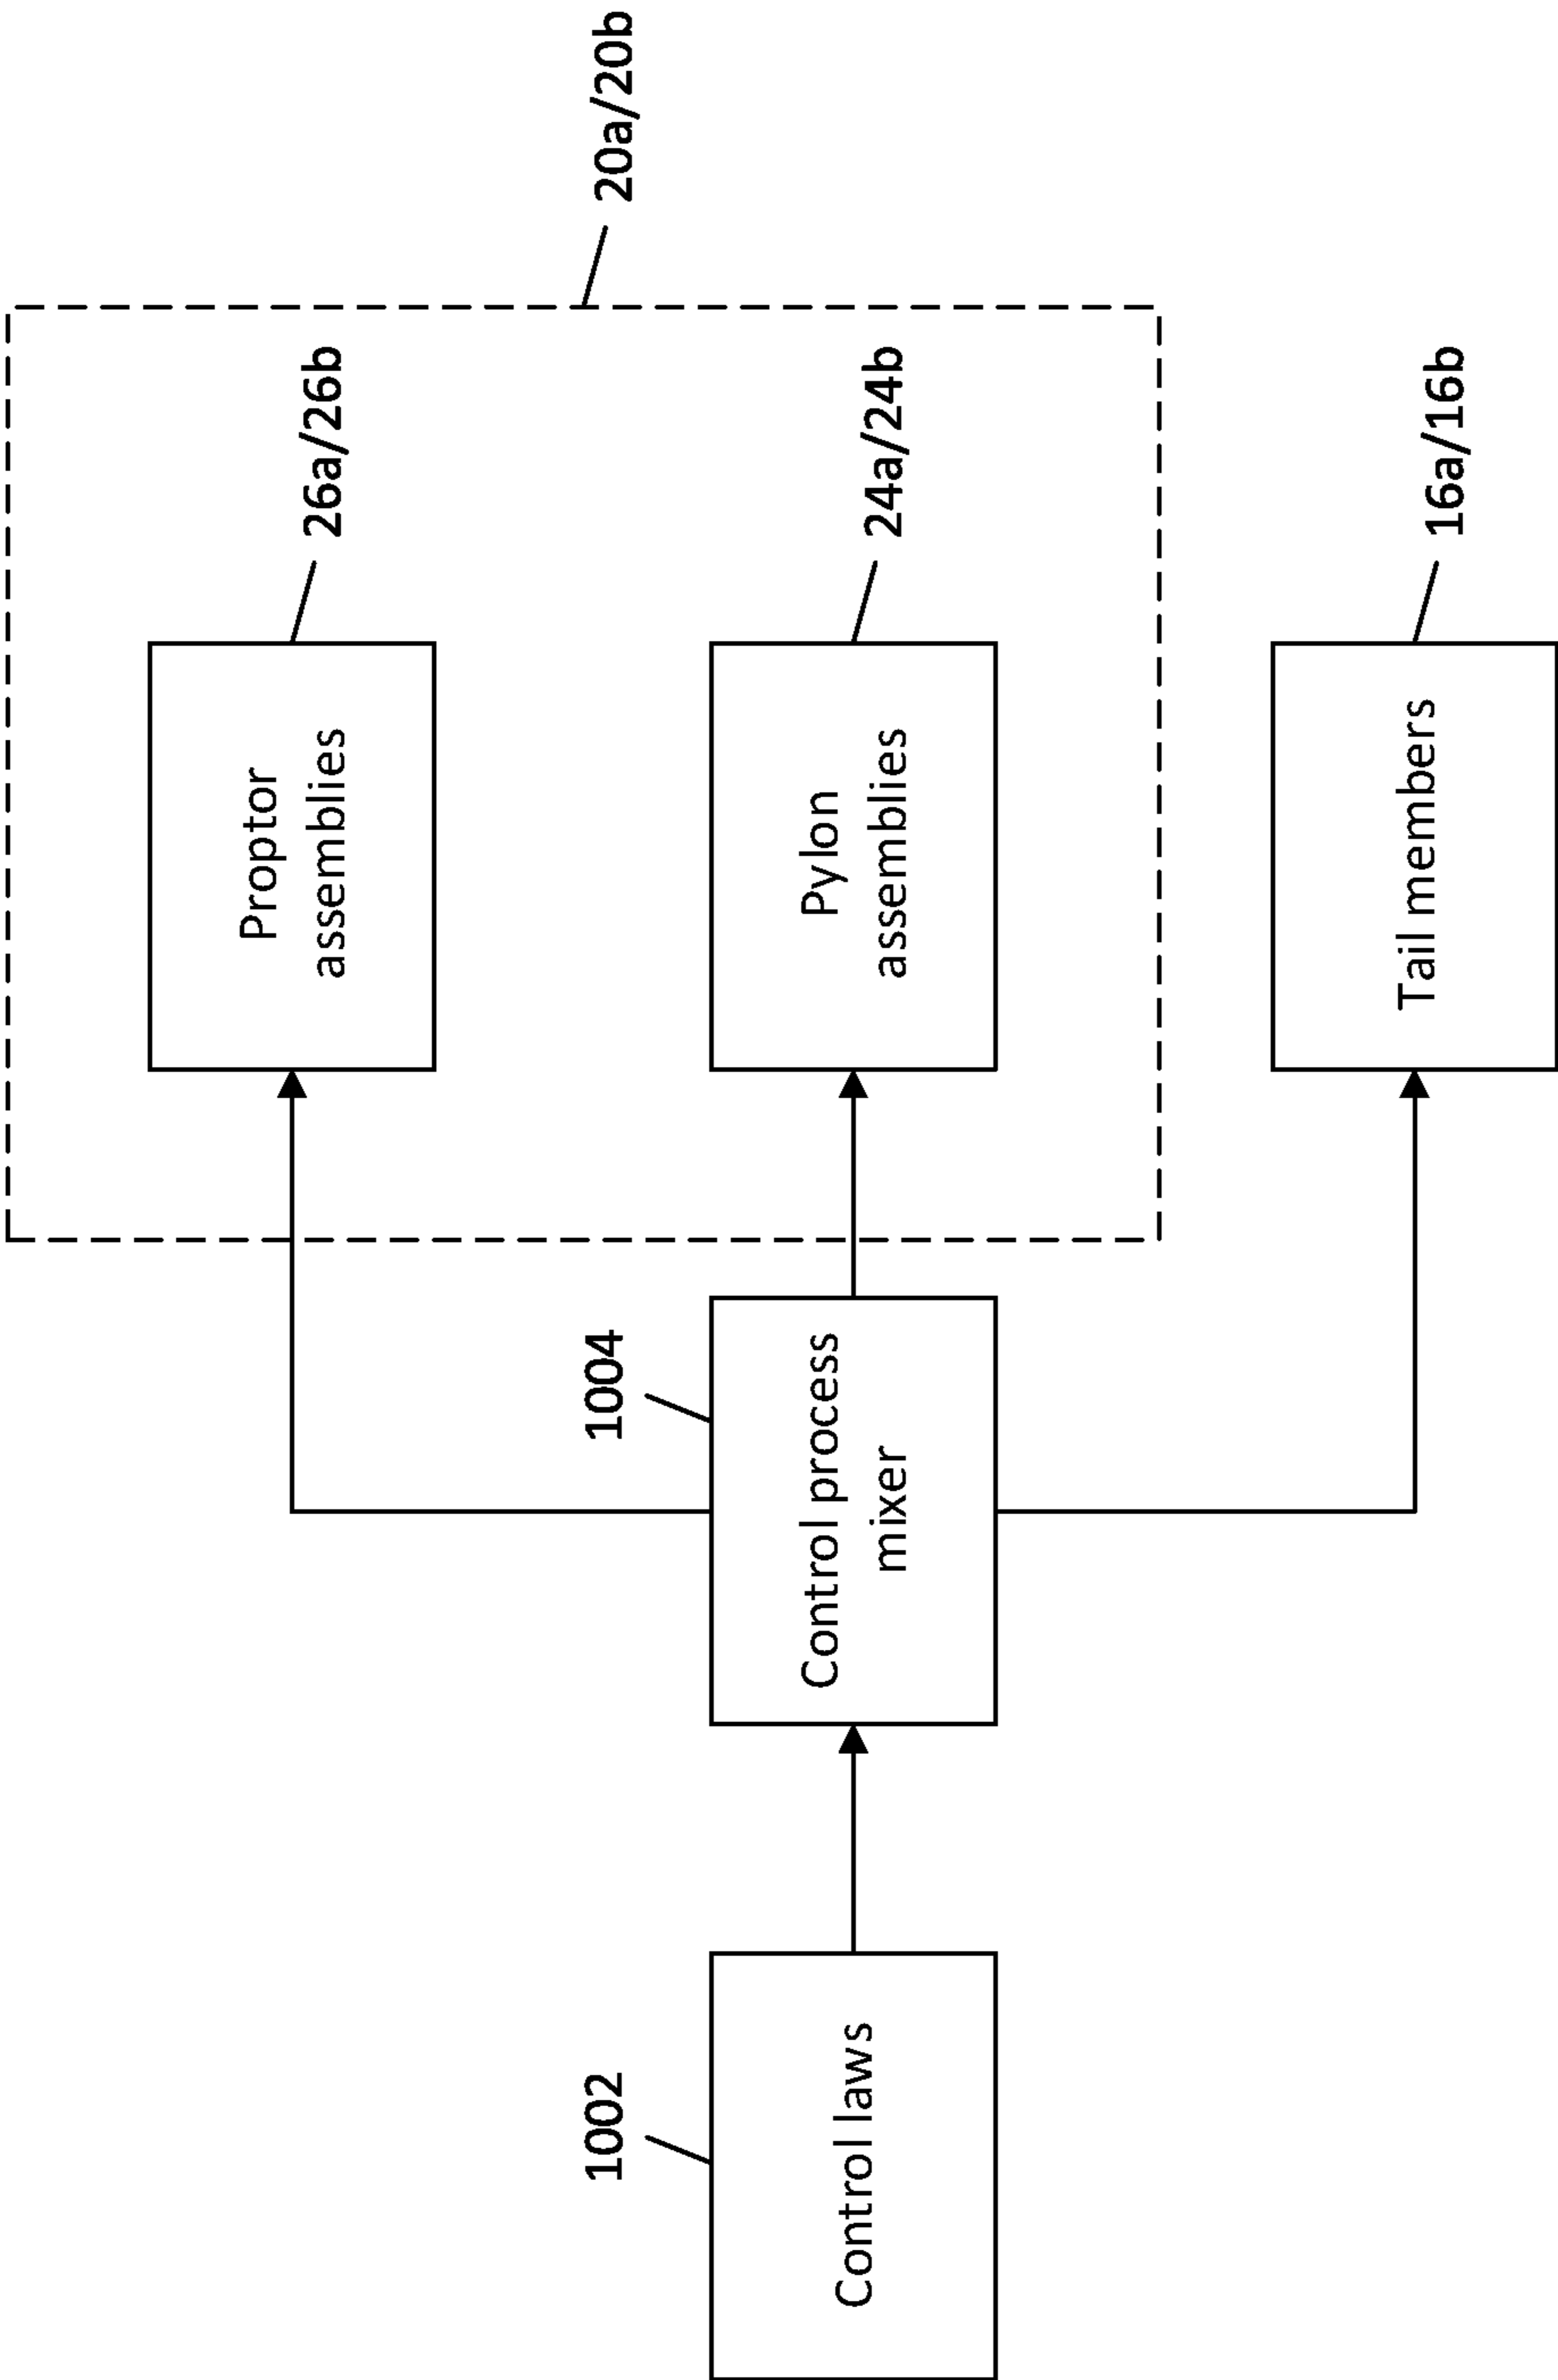 20a/20b
26a/26b
Proptor
assemblies
1004
24a/24b
Pylon
assemblies
Control process
mixer
1002
Control laws
16a/16b
Tail members